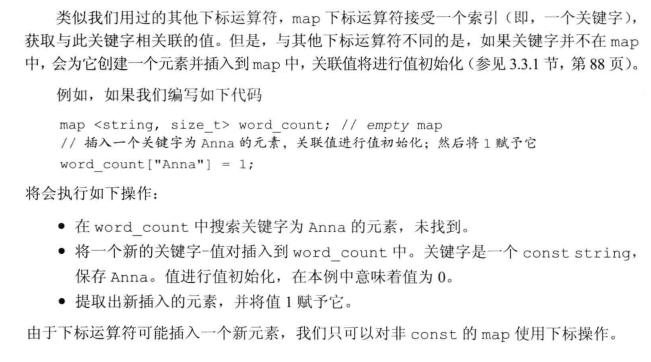 类似我们用过的其他下标运算符，map 下标运算符接受一个索引（即，一个关键字），
获取与此关键字相关联的值。但是，与其他下标运算符不同的是，如果关键字并不在 map
中，会为它创建一个元素并插入到 map 中，关联值将进行值初始化（参见 3.3.1 节，第 88 页）。
例如，如果我们编写如下代码
map <string, size_t> word_count; // empty map
// 插入一个关键字为 Anna 的元素，关联值进行值初始化；然后将 1 赋予它
word_count["Anna"] = 1;
将会执行如下操作：
• 在 word_count 中搜索关键字为 Anna 的元素，未找到。
• 将一个新的关键字-值对插入到 word_count 中。关键字是一个 const string，
保存 Anna。值进行值初始化，在本例中意味着值为 0。
• 提取出新插入的元素，并将值 1 赋予它。
由于下标运算符可能插入一个新元素，我们只可以对非 const 的 map 使用下标操作。